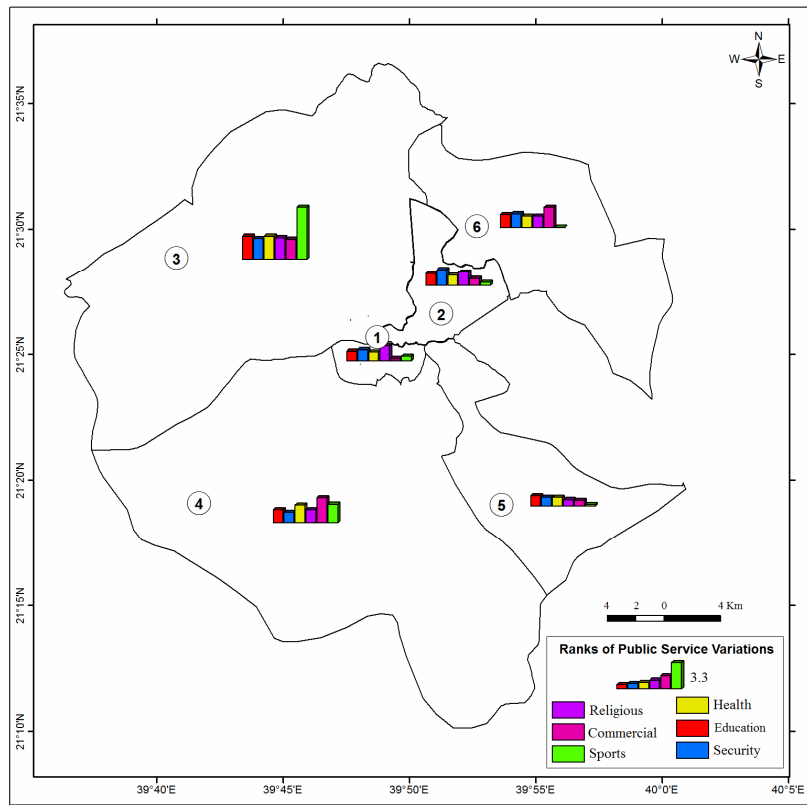 N
W E
S
21°35'N
21°30'N
21°25'N
21°20'N
21°15'N
21°10'N
6
3
2
1
4
5
4 2 0 4 Km
Ranks of Public Service Variations
3.3
Religious Health
Commercial Education
Sports Security
39°40'E 39°45'E 39°50'E 39°55'E 40°0'E 40°5'E